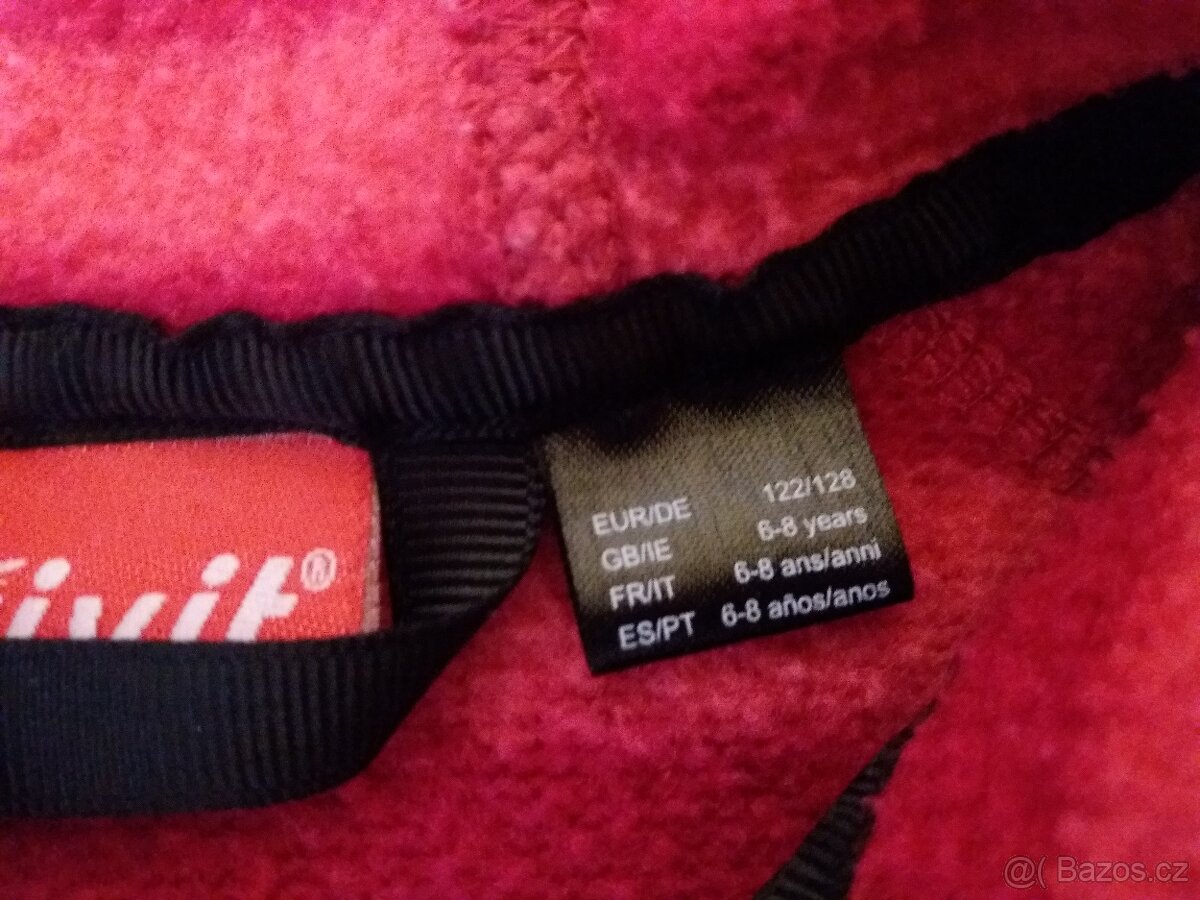 ivit®
EUR/DE 122/128
GB/IE 6-8 years
FR/IT 6-8 ans/anni
ES/PT 6-8 años/anos
@( Bazos.cz